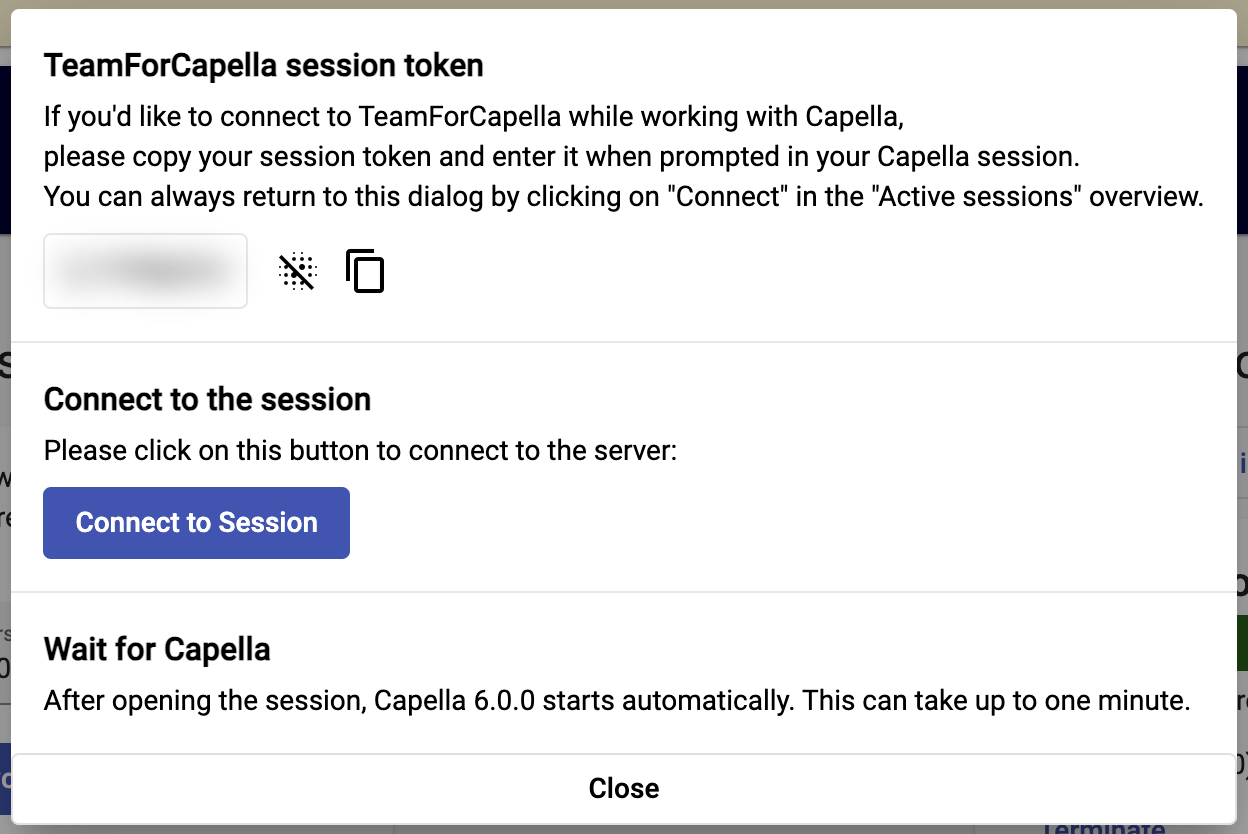 TeamForCapella session token
If you'd like to connect to TeamForCapella while working with Capella,
please copy your session token and enter it when prompted in your Capella session.
You can always return to this dialog by clicking on "Connect" in the "Active sessions" overview.
Connect to the session
Please click on this button to connect to the server:
Connect to Session
Wait for Capella
After opening the session, Capella 6.0.0 starts automatically. This can take up to one minute.
Close
Terminate